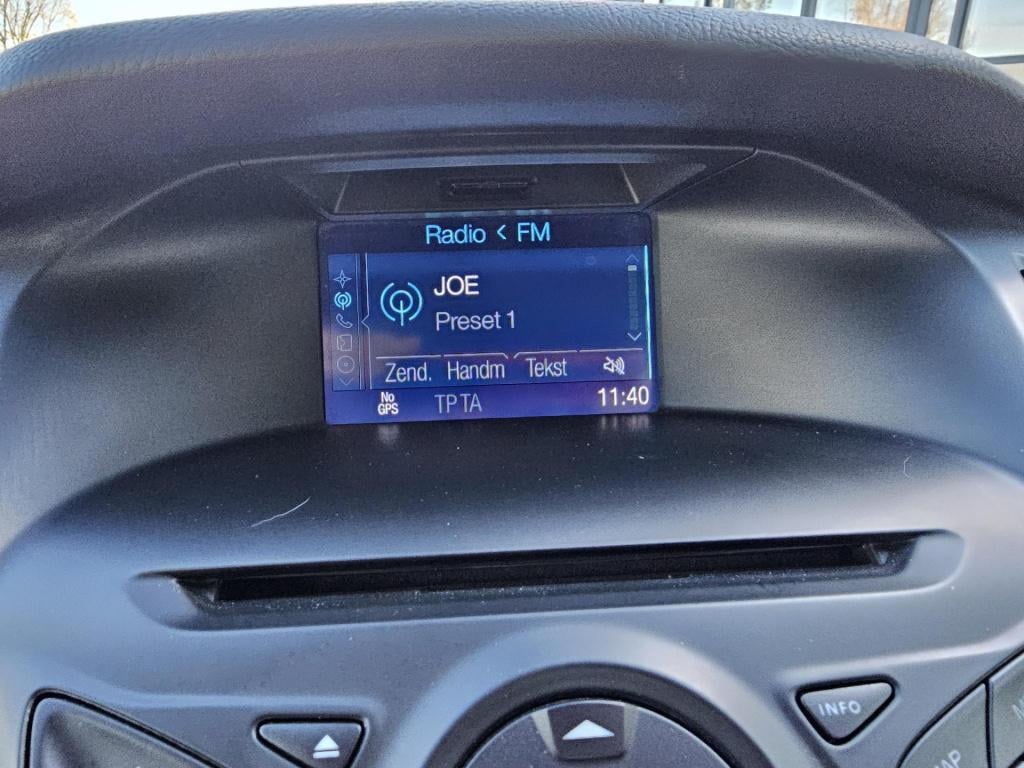 Radio < FM
JOE
Preset 1
Zend. Handm Tekst
No GPS TP TA 11:40
INFO